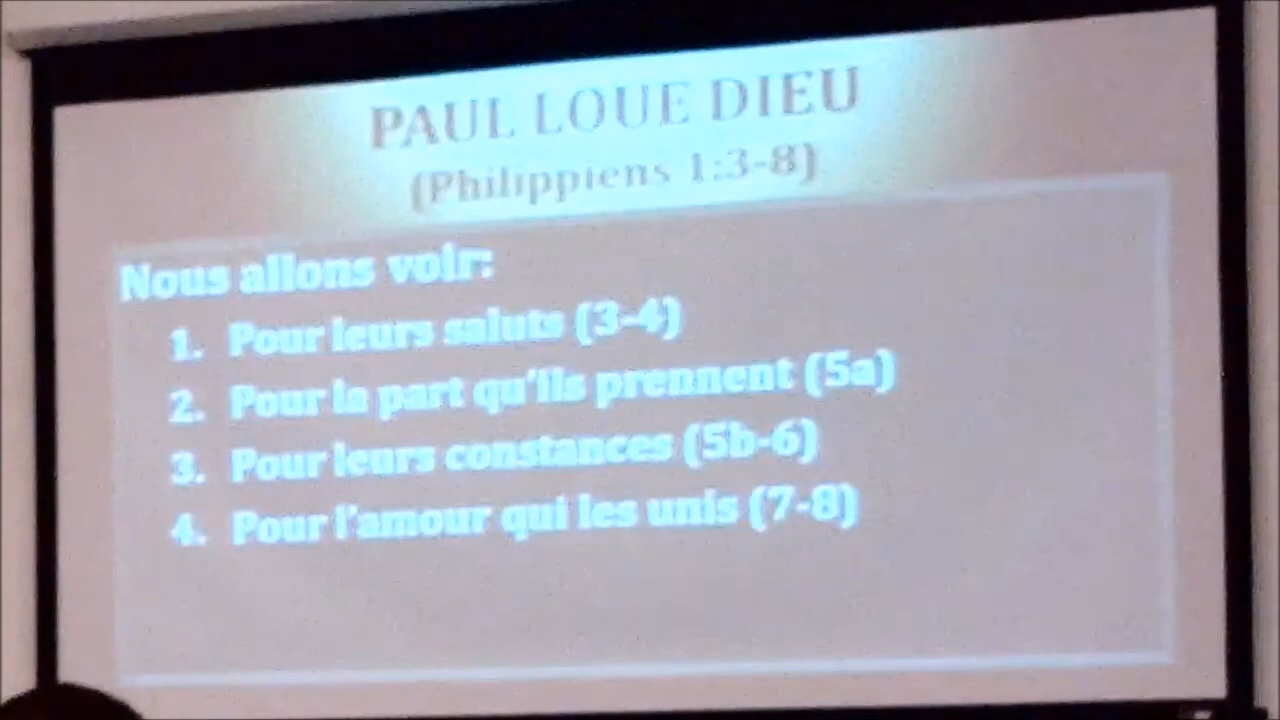 PAUL LOUE DIEU
(Philippiens 1:3-8)
Nous allons voir:
1. Pour leurs saluts (3-4)
2. Pour la part qu'ils prennent (5a)
3. Pour leurs constances (5b-6)
4. Pour l'amour qui les unis (7-8)